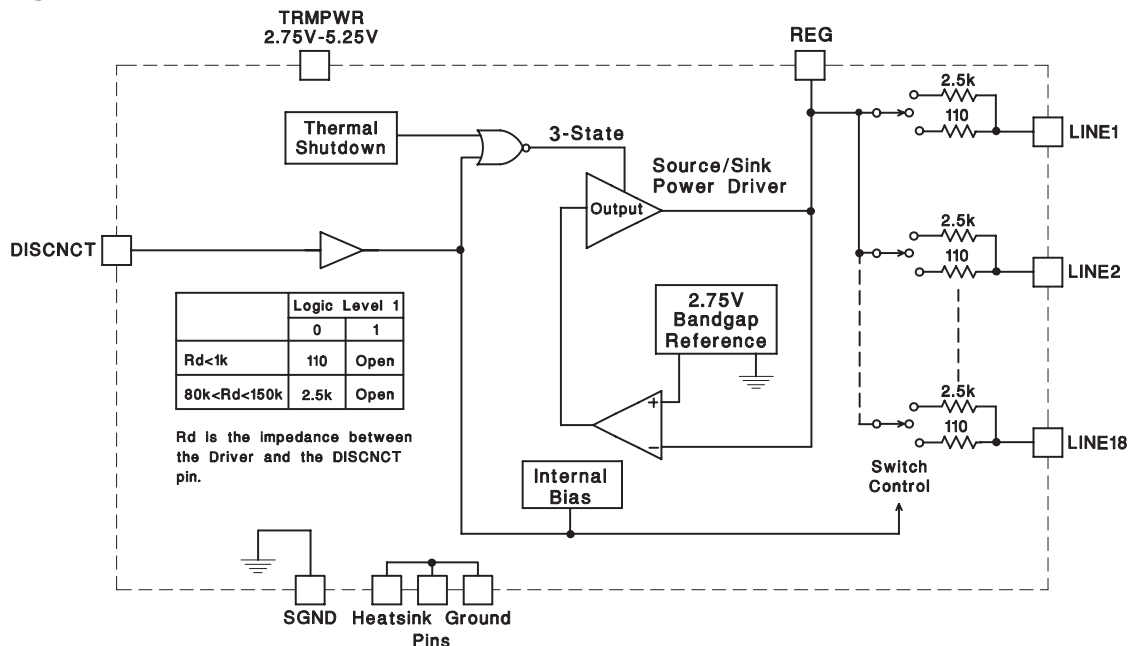 TRMPWR
2.75V-5.25V
REG
2.5k
110
LINE1
Thermal
Shutdown
3-State
Source/Sink
Power Driver
Output
DISCNCT
2.5k
110
LINE2
Logic Level 1
0 1
Rd<1k 110 Open
80k<Rd<150k 2.5k Open
2.75V
Bandgap
Reference
+
−
Rd is the impedance between
the Driver and the DISCNCT
pin.
2.5k
110
LINE18
Internal
Bias
Switch
Control
SGND
Heatsink Ground
Pins